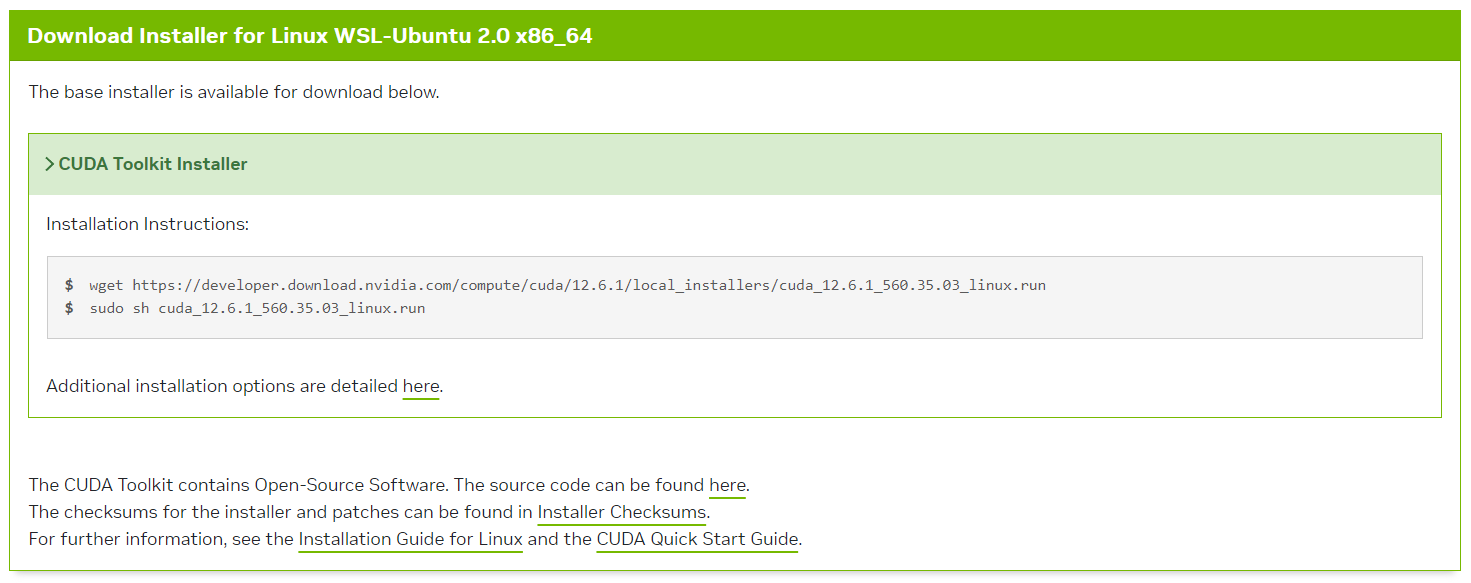 Download Installer for Linux WSL-Ubuntu 2.0 x86_64
The base installer is available for download below.
CUDA Toolkit Installer
Installation Instructions:
$ wget https://developer.download.nvidia.com/compute/cuda/12.6.1/local_installers/cuda_12.6.1_560.35.03_linux.run
$ sudo sh cuda_12.6.1_560.35.03_linux.run
Additional installation options are detailed here.
The CUDA Toolkit contains Open-Source Software. The source code can be found here.
The checksums for the installer and patches can be found in Installer Checksums.
For further information, see the Installation Guide for Linux and the CUDA Quick Start Guide.